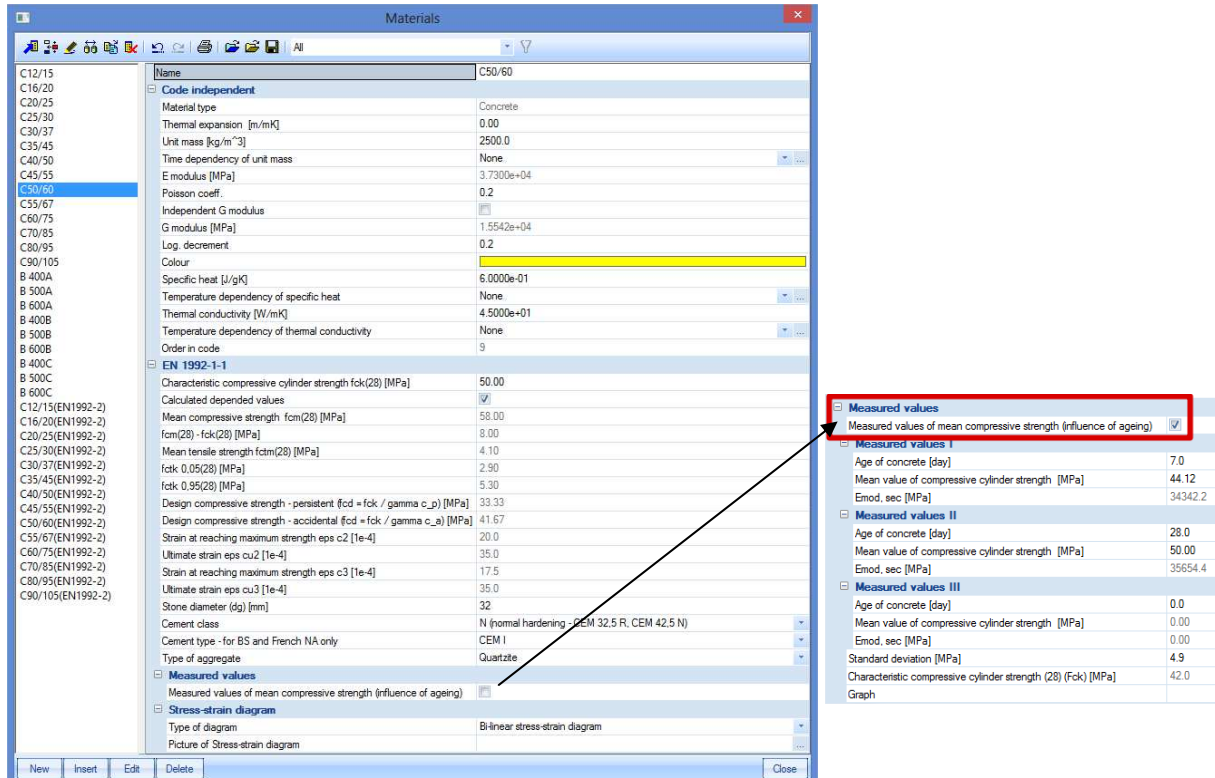 Materials
All
C12/15
C16/20
C20/25
C25/30
C30/37
C35/45
C40/50
C45/55
C50/60
C55/67
C60/75
C70/85
C80/95
C90/105
B 400A
B 500A
B 600A
B 400B
B 500B
B 600B
B 400C
B 500C
B 600C
C12/15(EN1992-2)
C16/20(EN1992-2)
C20/25(EN1992-2)
C25/30(EN1992-2)
C30/37(EN1992-2)
C35/45(EN1992-2)
C40/50(EN1992-2)
C45/55(EN1992-2)
C50/60(EN1992-2)
C55/67(EN1992-2)
C60/75(EN1992-2)
C70/85(EN1992-2)
C80/95(EN1992-2)
C90/105(EN1992-2)
Name C50/60
Code independent
Material type Concrete
Thermal expansion [m/mK] 0.00
Unit mass [kg/m^3] 2500.0
Time dependency of unit mass None ...
E modulus [MPa] 3.7300e+04
Poisson coeff. 0.2
Independent G modulus
G modulus [MPa] 1.5542e+04
Log. decrement 0.2
Colour
Specific heat [J/gK] 6.0000e-01
Temperature dependency of specific heat None ...
Thermal conductivity [W/mK] 4.5000e+01
Temperature dependency of thermal conductivity None ...
Order in code 9
EN 1992-1-1
Characteristic compressive cylinder strength fck(28) [MPa] 50.00
Calculated depended values
Mean compressive strength fcm(28) [MPa] 58.00
fcm(28) - fck(28) [MPa] 8.00
Mean tensile strength fctm(28) [MPa] 4.10
fctk 0,05(28) [MPa] 2.90
fctk 0,95(28) [MPa] 5.30
Design compressive strength - persistent (fcd = fck / gamma c_p) [MPa] 33.33
Design compressive strength - accidental (fcd = fck / gamma c_a) [MPa] 41.67
Strain at reaching maximum strength eps c2 [1e-4] 20.0
Ultimate strain eps cu2 [1e-4] 35.0
Strain at reaching maximum strength eps c3 [1e-4] 17.5
Ultimate strain eps cu3 [1e-4] 35.0
Stone diameter (dg) [mm] 32
Cement class N (normal hardening - CEM 32,5 R, CEM 42,5 N)
Cement type - for BS and French NA only CEM I
Type of aggregate Quartzite
Measured values
Measured values of mean compressive strength (influence of ageing)
Stress-strain diagram
Type of diagram Bi-linear stress-strain diagram
Picture of Stress-strain diagram ...
New Insert Edit Delete Close
Measured values
Measured values of mean compressive strength (influence of ageing)
Measured values I
Age of concrete [day] 7.0
Mean value of compressive cylinder strength [MPa] 44.12
Emod, sec [MPa] 34342.2
Measured values II
Age of concrete [day] 28.0
Mean value of compressive cylinder strength [MPa] 50.00
Emod, sec [MPa] 35654.4
Measured values III
Age of concrete [day] 0.0
Mean value of compressive cylinder strength [MPa] 0.00
Emod, sec [MPa] 0.00
Standard deviation [MPa] 4.9
Characteristic compressive cylinder strength (28) (Fck) [MPa] 42.0
Graph